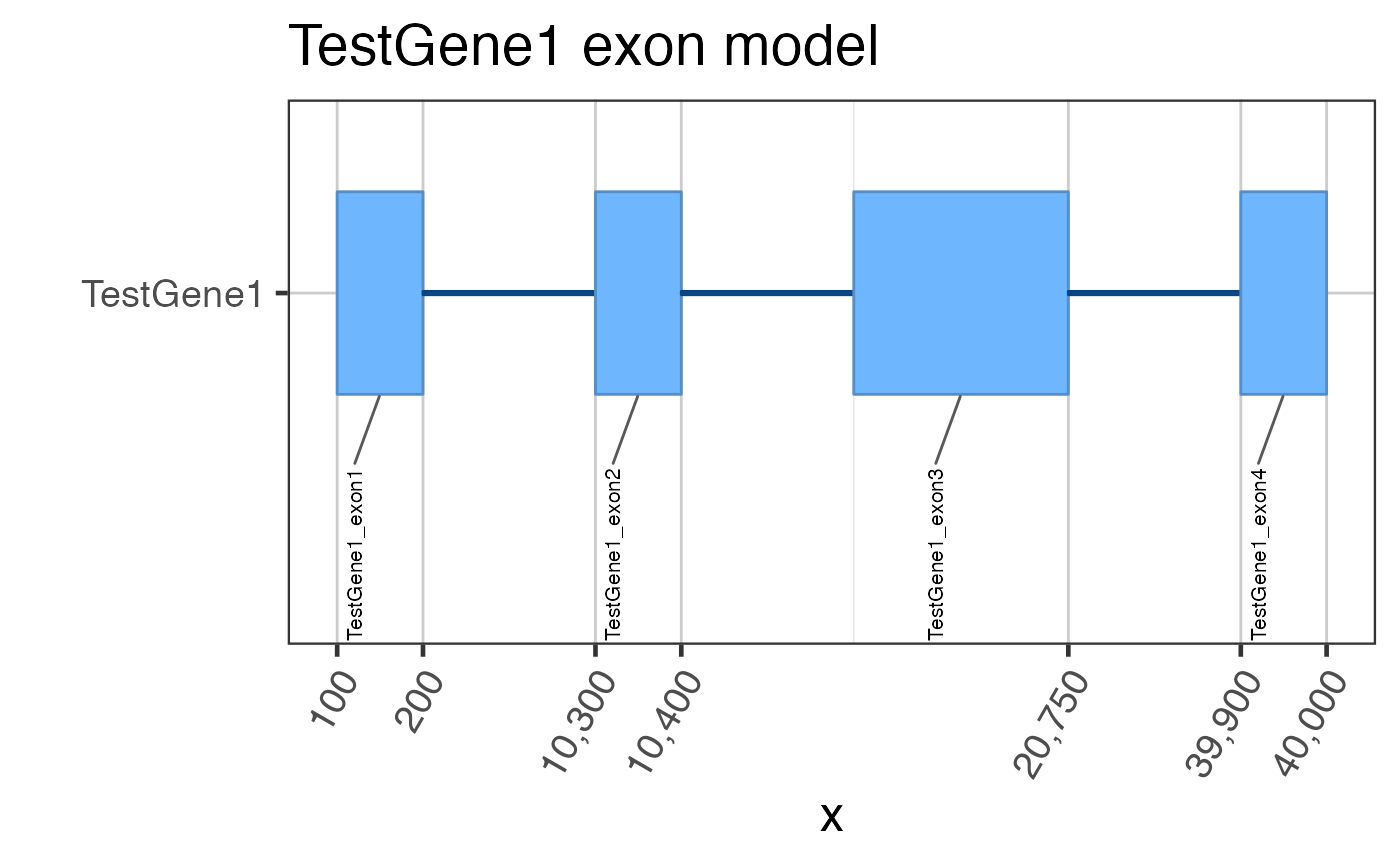 TestGene1 exon model
TestGene1
TestGene1_exon1
TestGene1_exon2
TestGene1_exon3
TestGene1_exon4
100
200
10,300
10,400
20,750
39,900
40,000
x